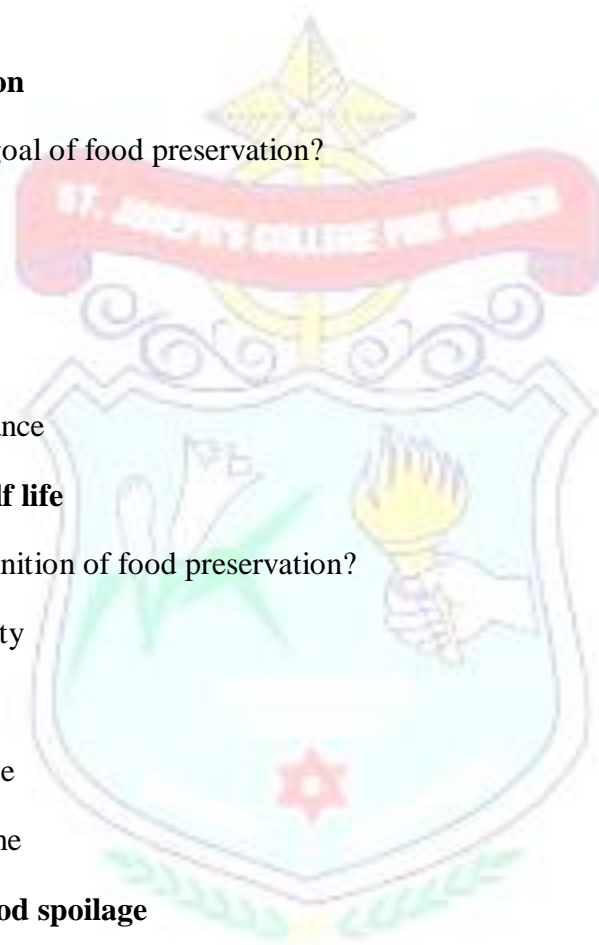 on
goal of food preservation?
ST. JOSEPH'S COLLEGE FOR WOMEN
ance
lf life
nition of food preservation?
ty
e
ne
od spoilage